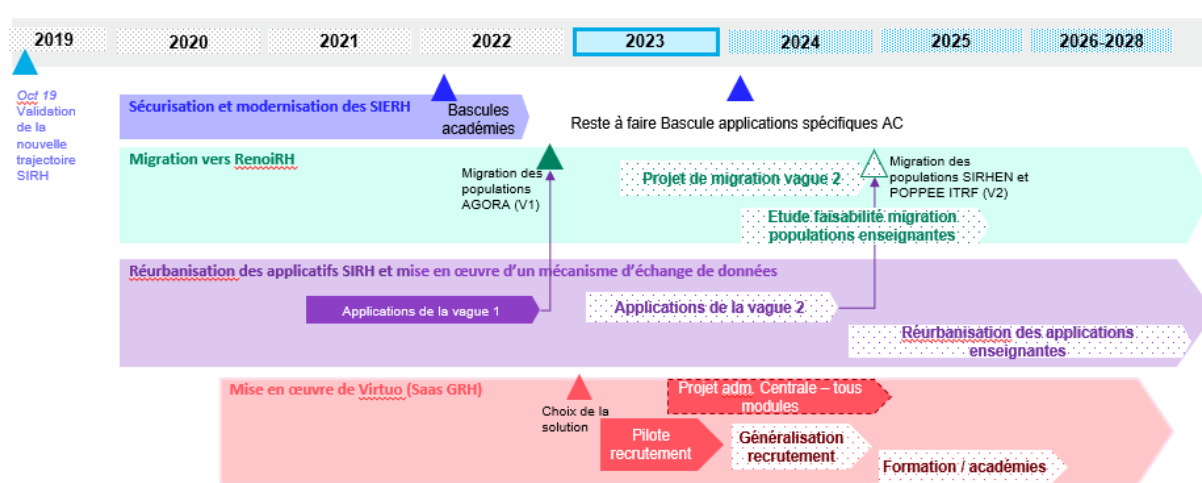 2019
2020
2021
2022
2023
2024
2025
2026-2028
Oct 19
Validation
de la
nouvelle
trajectoire
SIRH
Sécurisation et modernisation des SIERH
Bascules
académies
Reste à faire Bascule applications spécifiques AC
Migration vers RenoiRH
Migration des
populations
AGORA (V1)
Projet de migration vague 2
Migration des
populations SIRHEN et
POPPEE ITRF (V2)
Etude faisabilité migration
populations enseignantes
Réurbanisation des applicatifs SIRH et mise en œuvre d'un mécanisme d'échange de données
Applications de la vague 1
Applications de la vague 2
Réurbanisation des applications
enseignantes
Mise en œuvre de Virtuo (Saas GRH)
Choix de la
solution
Projet adm. Centrale – tous
modules
Pilote
recrutement
Généralisation
recrutement
Formation / académies